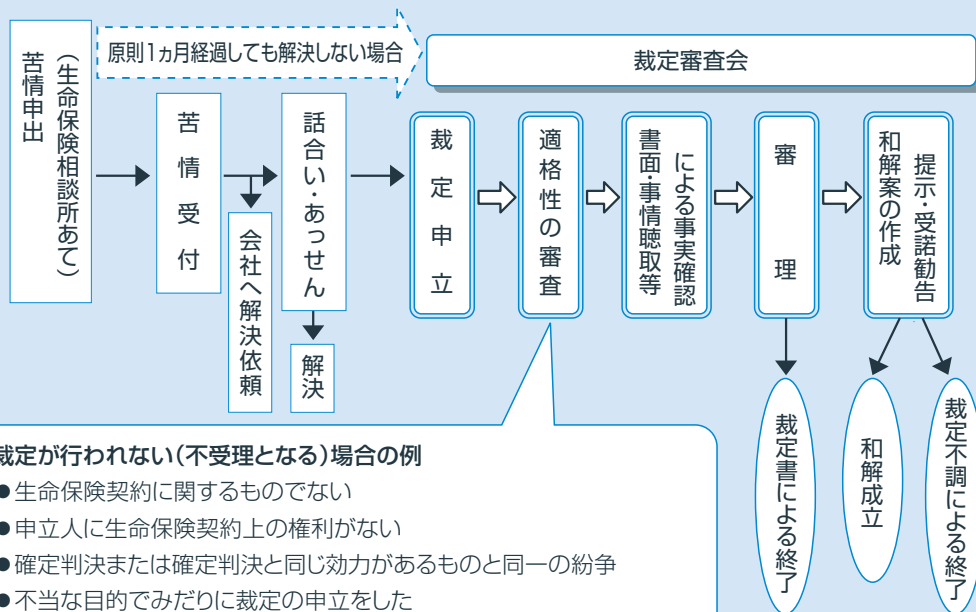 苦情申出
（生命保険相談所あて）
原則1ヵ月経過しても解決しない場合
裁定審査会
苦情受付
会社へ解決依頼
話合い・あっせん
解決
裁定申立
適格性の審査
書面・事情聴取等
による事実確認
審理
和解案の作成
提示・受諾勧告
裁定書による終了
和解成立
裁定不調による終了
裁定が行われない（不受理となる）場合の例
●生命保険契約に関するものでない
●申立人に生命保険契約上の権利がない
●確定判決または確定判決と同じ効力があるものと同一の紛争
●不当な目的でみだりに裁定の申立をした